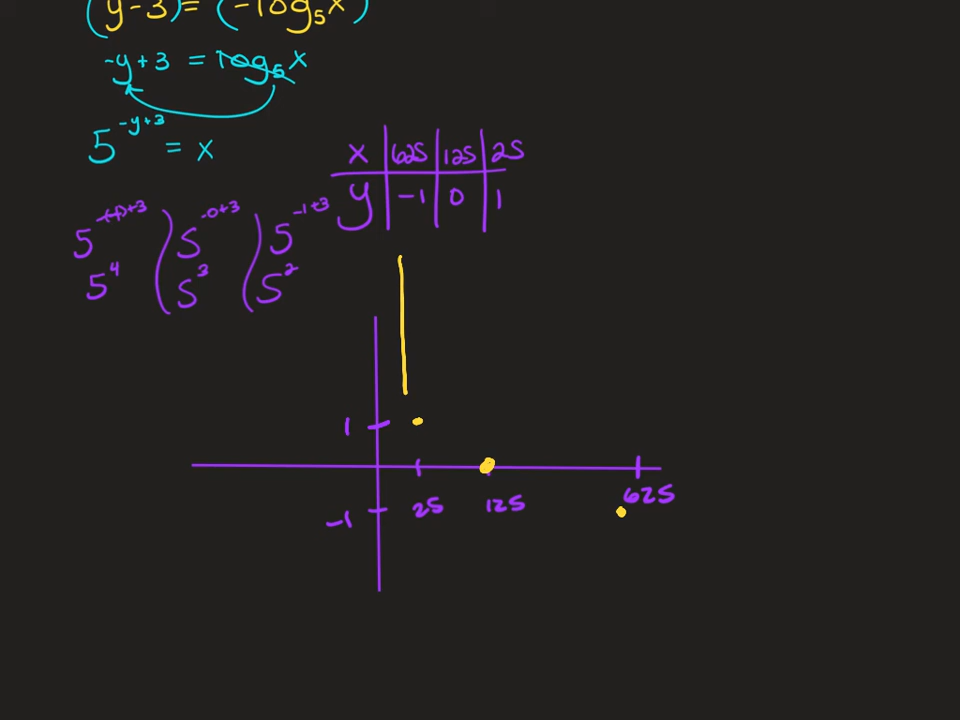 (y-3) = (-log₅x)
-y+3 = log₅ x
5^(-y+3) = x
x | 625 | 125 | 25
y | -1 | 0 | 1
5^(-(-1)+3) ( 5^(-0+3) ( 5^(-1+3)
5⁴ ( 5³ ( 5²
1
25 125 625
-1